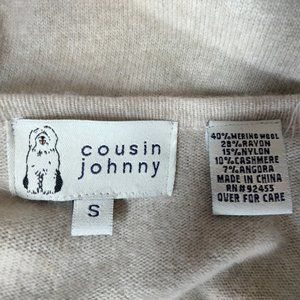 cousin
johnny
S
40% MERINO WOOL
28% RAYON
15% NYLON
10% CASHMERE
7% ANGORA
MADE IN CHINA
RN# 92455
OVER FOR CARE